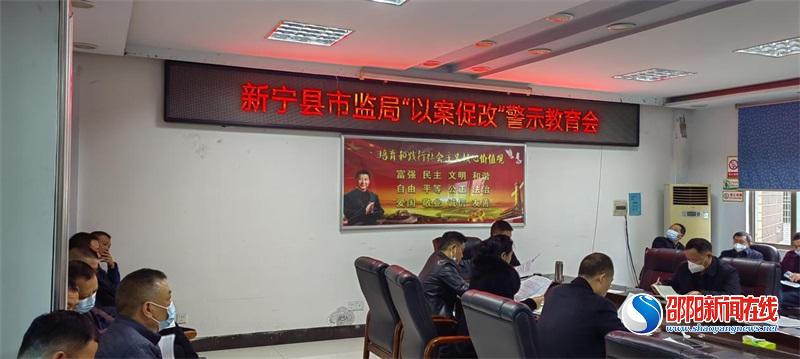 新宁县市监局“以案促改”警示教育会
培育和践行社会主义核心价值观
富强 民主 文明 和谐
自由 平等 公正 法治
爱国 敬业 诚信 友善
邵阳新闻在线
www.shaoyangnews.net